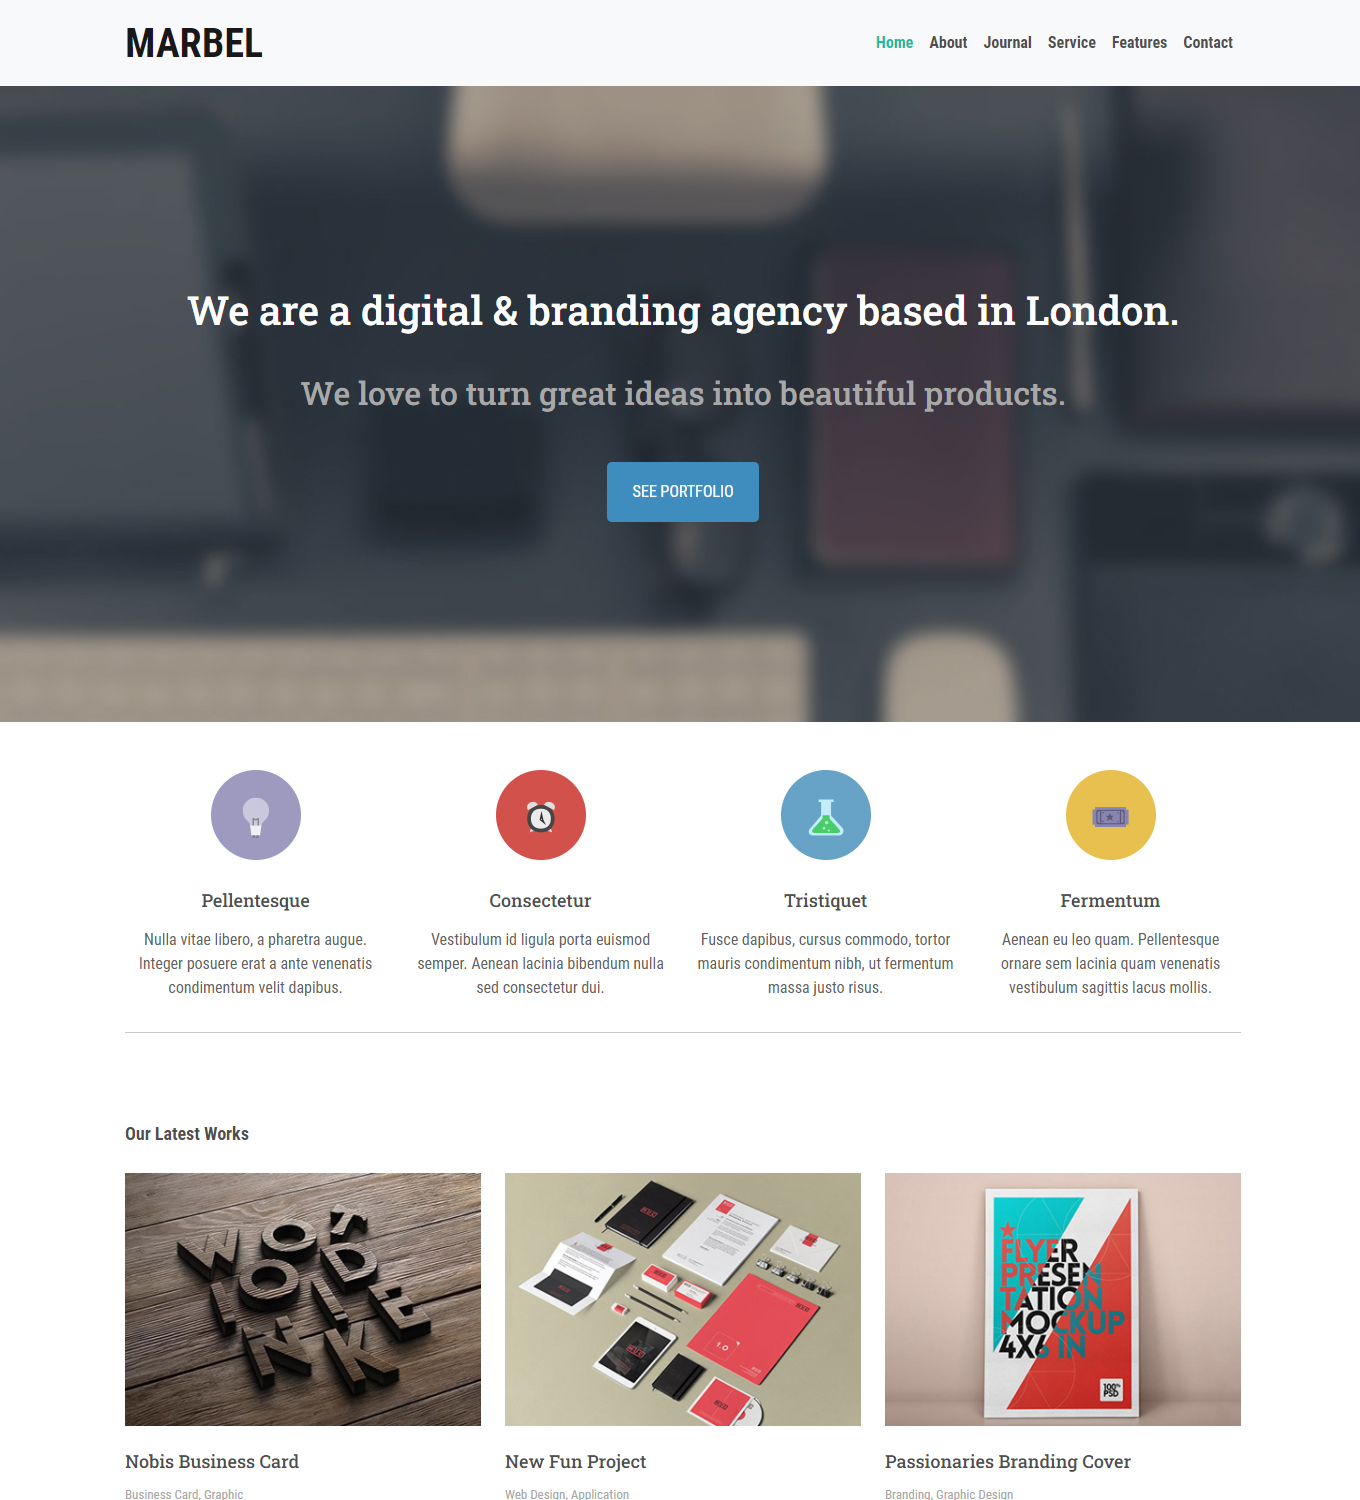 MARBEL
Home About Journal Service Features Contact
We are a digital & branding agency based in London.
We love to turn great ideas into beautiful products.
SEE PORTFOLIO
Pellentesque
Nulla vitae libero, a pharetra augue.
Integer posuere erat a ante venenatis
condimentum velit dapibus.
Consectetur
Vestibulum id ligula porta euismod
semper. Aenean lacinia bibendum nulla
sed consectetur dui.
Tristiquet
Fusce dapibus, cursus commodo, tortor
mauris condimentum nibh, ut fermentum
massa justo risus.
Fermentum
Aenean eu leo quam. Pellentesque
ornare sem lacinia quam venenatis
vestibulum sagittis lacus mollis.
Our Latest Works
FLYER
PRESEN
TATION
MOCKUP
4X6 IN
100%
PSD
Nobis Business Card
Business Card, Graphic
New Fun Project
Web Design, Application
Passionaries Branding Cover
Branding, Graphic Design